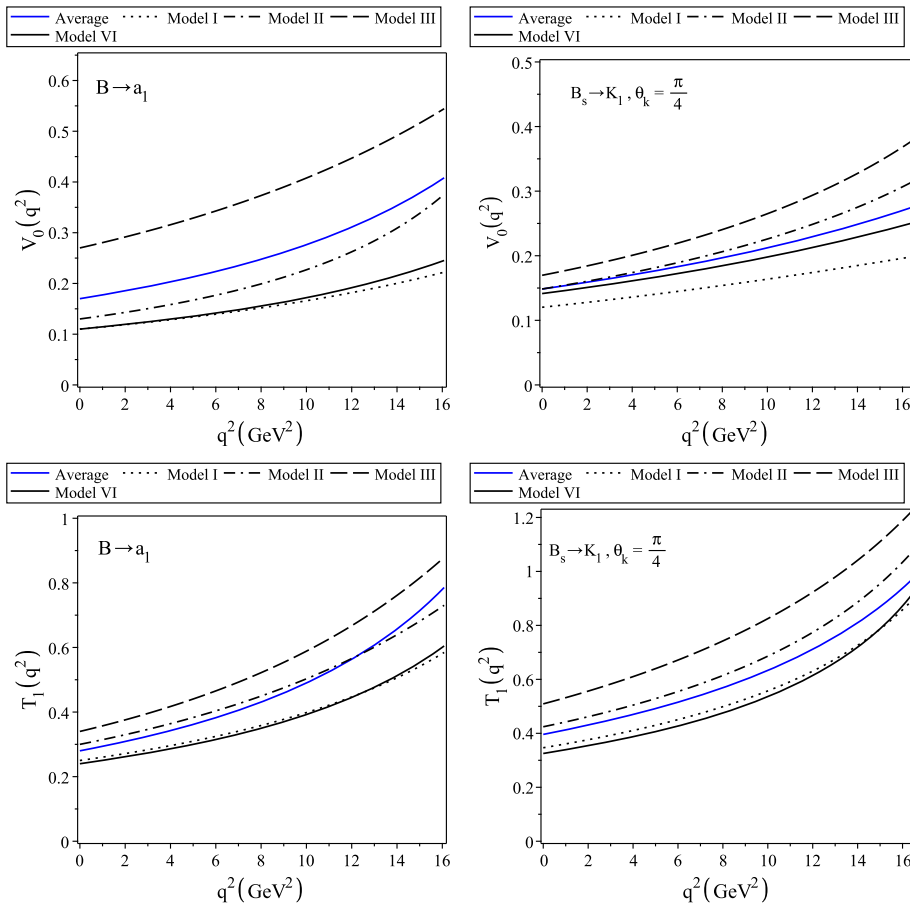 Average Model I Model II Model III
Model VI
B→a₁
V₀(q²)
0.6
0.5
0.4
0.3
0.2
0.1
0
0 2 4 6 8 10 12 14 16
q²(GeV²)
Average Model I Model II Model III
Model VI
Bₛ→K₁, θₖ = π/4
V₀(q²)
0.5
0.4
0.3
0.2
0.1
0
0 2 4 6 8 10 12 14 16
q²(GeV²)
Average Model I Model II Model III
Model VI
B→a₁
T₁(q²)
1
0.8
0.6
0.4
0.2
0
0 2 4 6 8 10 12 14 16
q²(GeV²)
Average Model I Model II Model III
Model VI
Bₛ→K₁, θₖ = π/4
T₁(q²)
1.2
1
0.8
0.6
0.4
0.2
0
0 2 4 6 8 10 12 14 16
q²(GeV²)